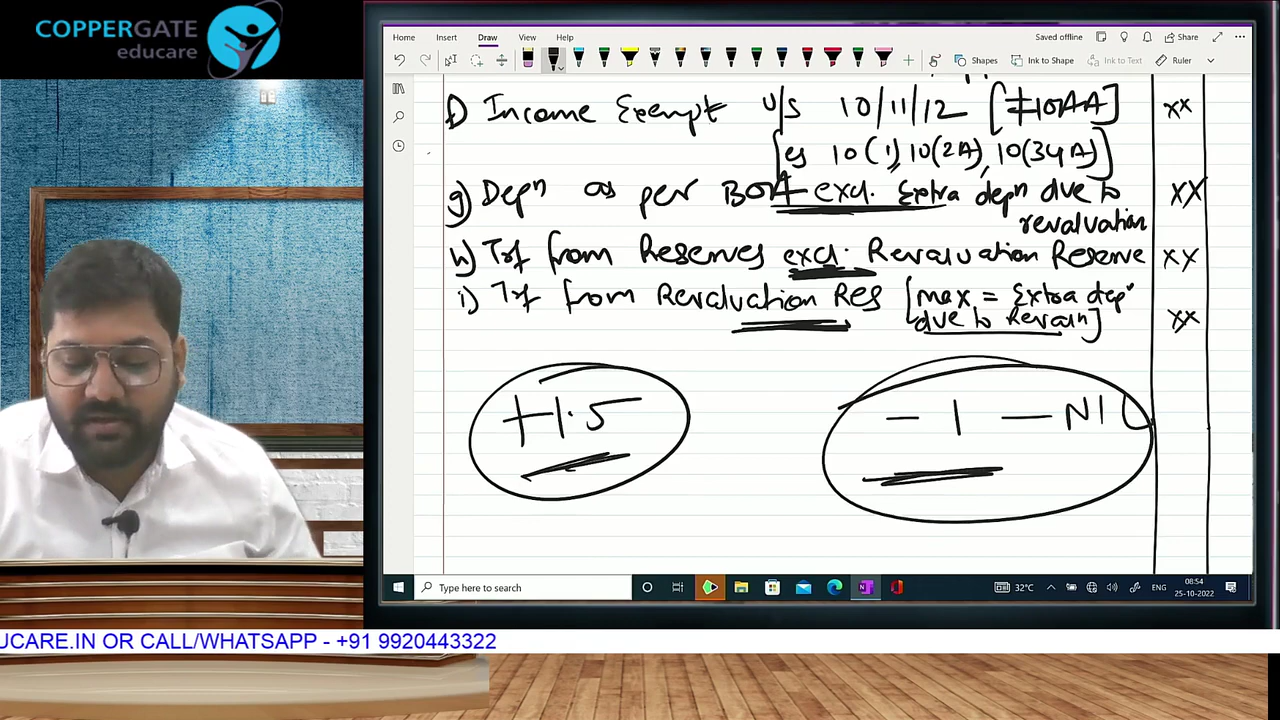 COPPERGATE
educare
Home Insert Draw View Help
Saved offline
Share
Shapes
Ink to Shape
Ink to Text
Ruler
f) Income Exempt u/s 10/11/12 [≠10AA] xx
[eg 10(1), 10(2A), 10(34A)]
g) Depn as per BOA excl. Extra depn due to xx
revaluation
h) Trf from Reserves excl. Revaluation Reserve xx
i) Trf from Revaluation Res [max = Extra depn
due to Revaln] xx
+1.5
- 1 — NIL
Type here to search
32°C
ENG
08:54
25-10-2022
UCARE.IN OR CALL/WHATSAPP - +91 9920443322